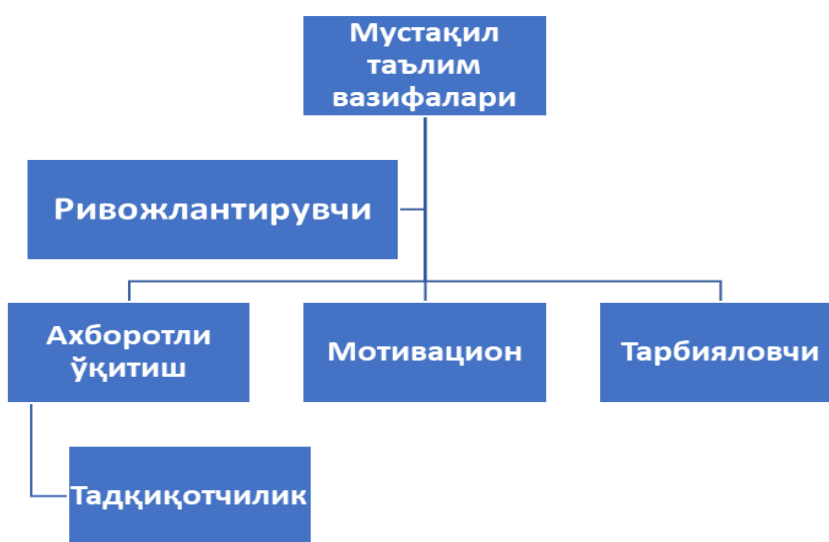 Мустақил
таълим
вазифалари
Ривожлантирувчи
Ахборотли
ўқитиш
Мотивацион
Тарбияловчи
Тадқиқотчилик